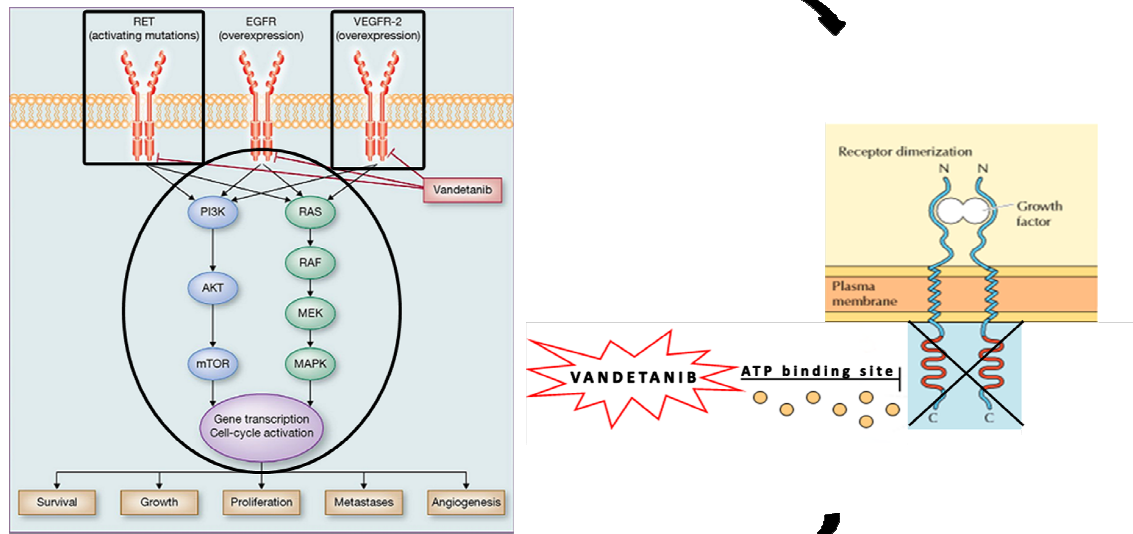 RET
(activating mutations)
EGFR
(overexpression)
VEGFR-2
(overexpression)
Vandetanib
PI3K
RAS
RAF
AKT
MEK
mTOR
MAPK
Gene transcription
Cell-cycle activation
Survival
Growth
Proliferation
Metastases
Angiogenesis
Receptor dimerization
N
N
Growth
factor
Plasma
membrane
VANDETANIB
ATP binding site
C
C